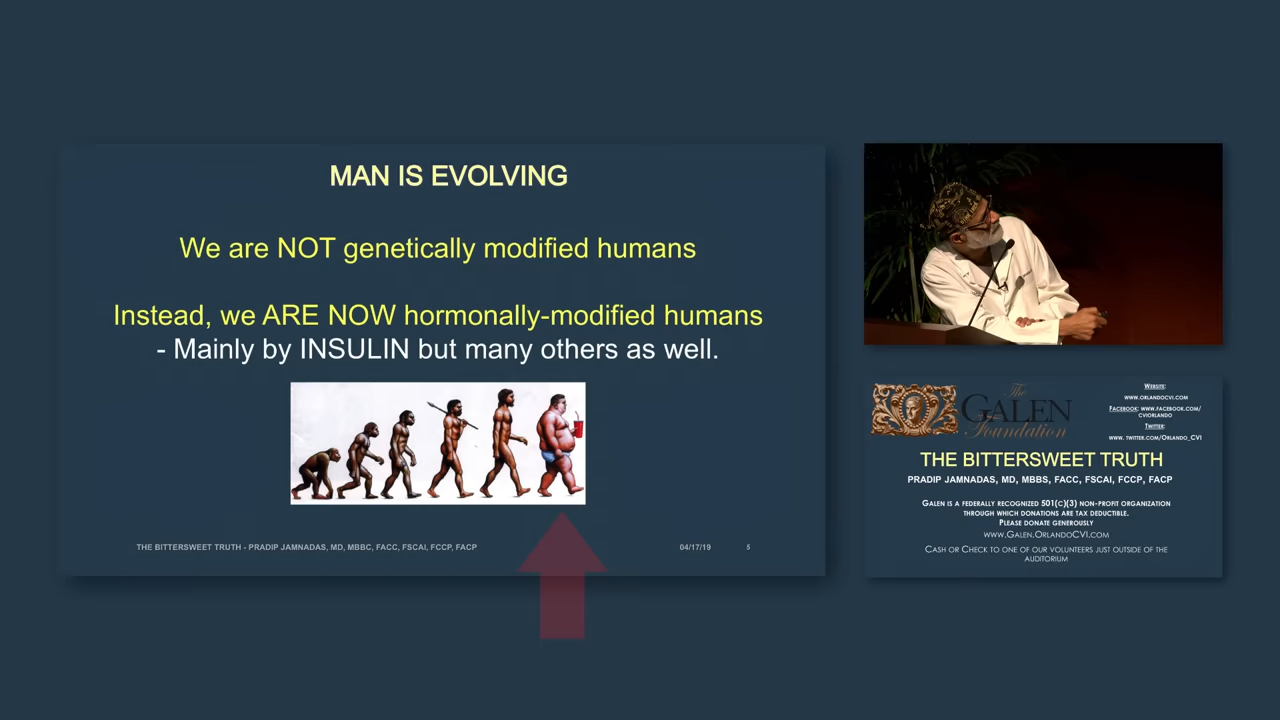 MAN IS EVOLVING
We are NOT genetically modified humans
Instead, we ARE NOW hormonally-modified humans
- Mainly by INSULIN but many others as well.
THE BITTERSWEET TRUTH - PRADIP JAMNADAS, MD, MBBC, FACC, FSCAI, FCCP, FACP
04/17/19
5
The
GALEN
Foundation
Website:
www.orlandocvi.com
Facebook: www.facebook.com/
cviorlando
Twitter:
www. twitter.com/Orlando_CVI
THE BITTERSWEET TRUTH
PRADIP JAMNADAS, MD, MBBS, FACC, FSCAI, FCCP, FACP
Galen is a federally recognized 501(c)(3) non-profit organization
through which donations are tax deductible.
Please donate generously
www.Galen.OrlandoCVI.com
Cash or Check to one of our volunteers just outside of the
auditorium